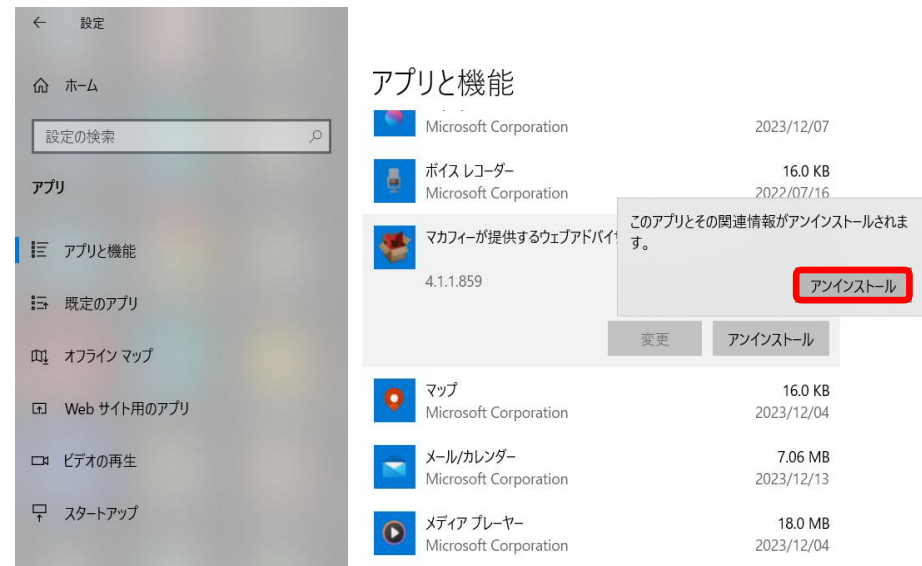 設定
ホーム
設定の検索
アプリ
アプリと機能
既定のアプリ
オフライン マップ
Web サイト用のアプリ
ビデオの再生
スタートアップ
アプリと機能
Microsoft Corporation 2023/12/07
ボイス レコーダー 16.0 KB
Microsoft Corporation 2022/07/16
マカフィーが提供するウェブアドバイ
4.1.1.859
このアプリとその関連情報がアンインストールされま
す。
アンインストール
変更 アンインストール
マップ 16.0 KB
Microsoft Corporation 2023/12/04
メール/カレンダー 7.06 MB
Microsoft Corporation 2023/12/13
メディア プレーヤー 18.0 MB
Microsoft Corporation 2023/12/04